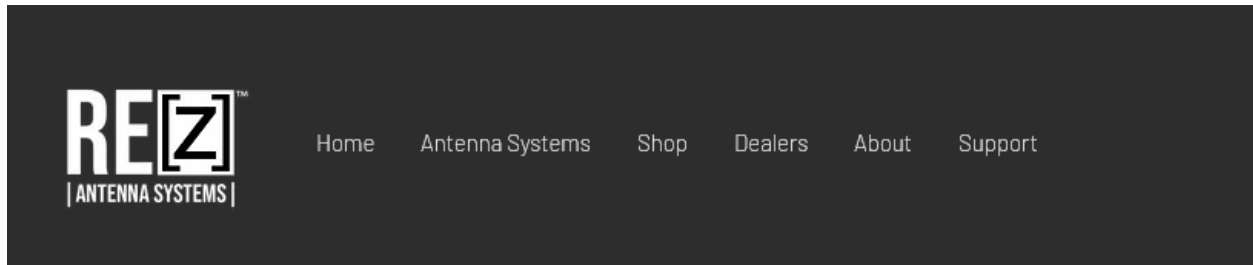 RE[Z]™
| ANTENNA SYSTEMS |
Home Antenna Systems Shop Dealers About Support